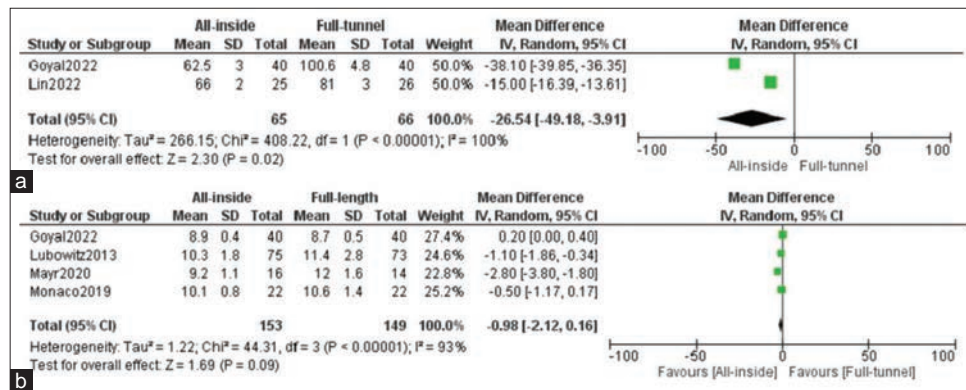 All-inside Full-tunnel Mean Difference Mean Difference
Study or Subgroup Mean SD Total Mean SD Total Weight IV, Random, 95% CI IV, Random, 95% CI
Goyal2022 62.5 3 40 100.6 4.8 40 50.0% -38.10 [-39.85, -36.35]
Lin2022 66 2 25 81 3 26 50.0% -15.00 [-16.39, -13.61]
Total (95% CI) 65 66 100.0% -26.54 [-49.18, -3.91]
Heterogeneity: Tau² = 266.15; Chi² = 408.22, df = 1 (P < 0.00001); I² = 100%
Test for overall effect: Z = 2.30 (P = 0.02)
-100 -50 0 50 100
All-inside Full-tunnel
a
All-inside Full-length Mean Difference Mean Difference
Study or Subgroup Mean SD Total Mean SD Total Weight IV, Random, 95% CI IV, Random, 95% CI
Goyal2022 8.9 0.4 40 8.7 0.5 40 27.4% 0.20 [0.00, 0.40]
Lubowitz2013 10.3 1.8 75 11.4 2.8 73 24.6% -1.10 [-1.86, -0.34]
Mayr2020 9.2 1.1 16 12 1.6 14 22.8% -2.80 [-3.80, -1.80]
Monaco2019 10.1 0.8 22 10.6 1.4 22 25.2% -0.50 [-1.17, 0.17]
Total (95% CI) 153 149 100.0% -0.98 [-2.12, 0.16]
Heterogeneity: Tau² = 1.22; Chi² = 44.31, df = 3 (P < 0.00001); I² = 93%
Test for overall effect: Z = 1.69 (P = 0.09)
-100 -50 0 50 100
Favours [All-inside] Favours [Full-tunnel]
b